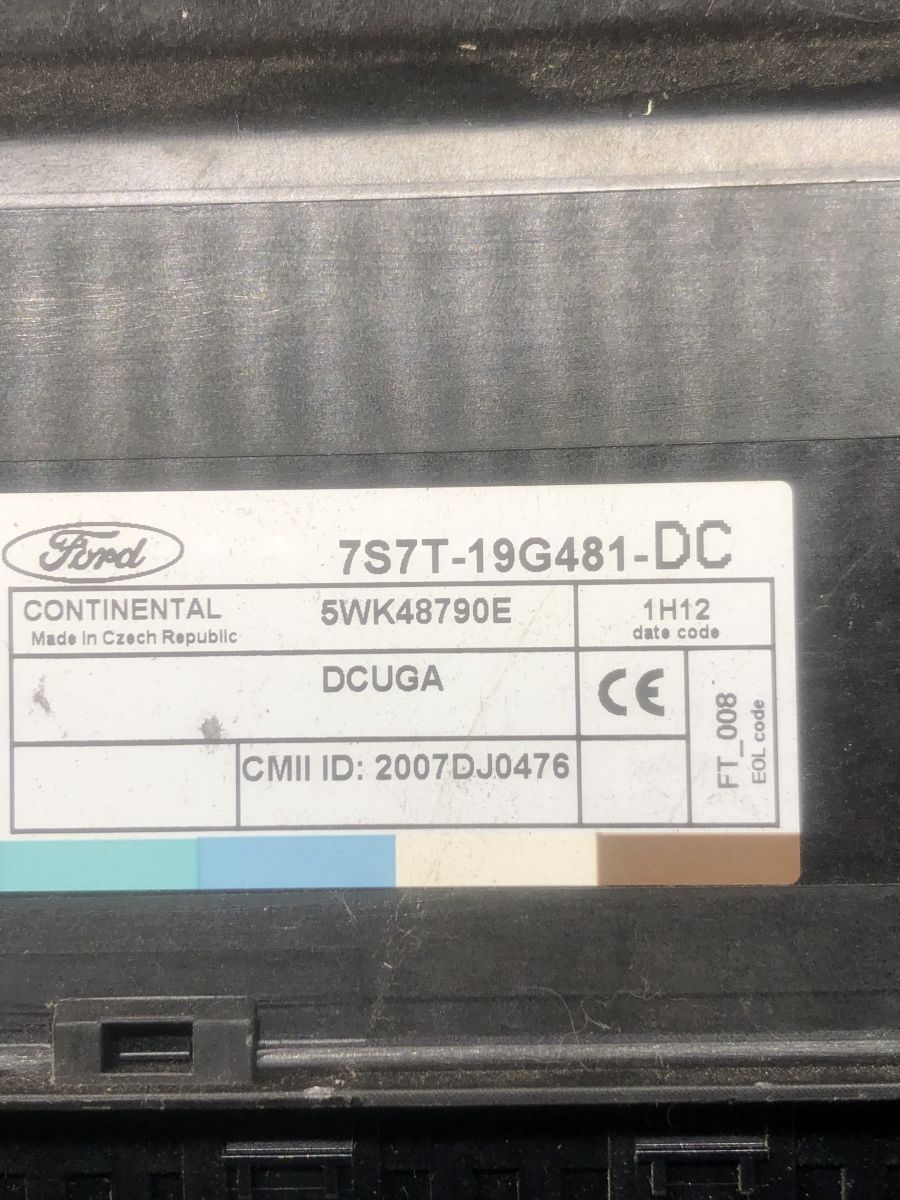 Ford 7S7T-19G481-DC
CONTINENTAL 5WK48790E 1H12
Made In Czech Republic date code
DCUGA CE
FT_008
EOL code
CMII ID: 2007DJ0476